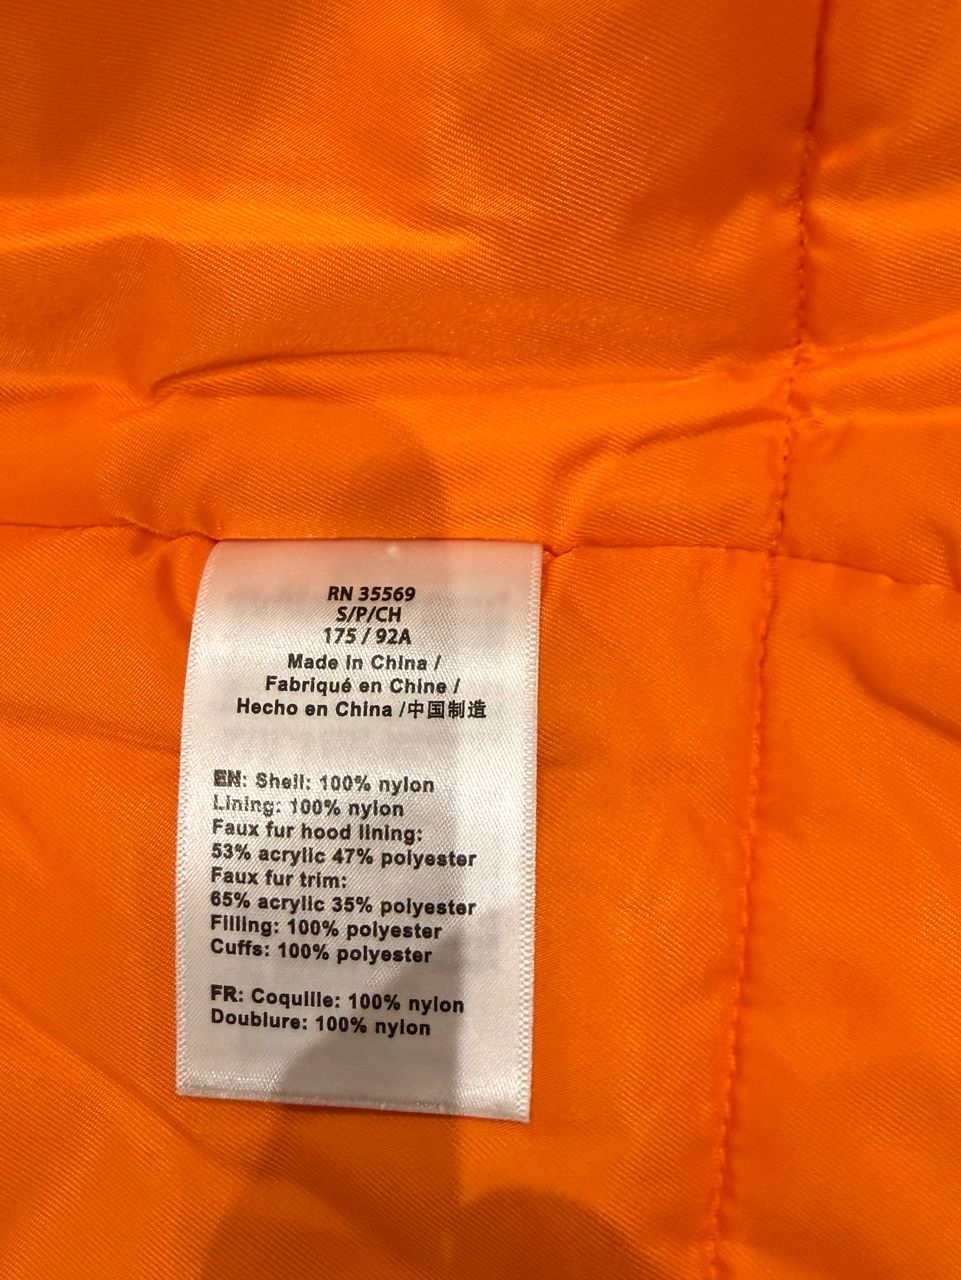 RN 35569
S/P/CH
175 / 92A
Made in China /
Fabriqué en Chine /
Hecho en China /中国制造
EN: Shell: 100% nylon
Lining: 100% nylon
Faux fur hood lining:
53% acrylic 47% polyester
Faux fur trim:
65% acrylic 35% polyester
Filling: 100% polyester
Cuffs: 100% polyester
FR: Coquille: 100% nylon
Doublure: 100% nylon